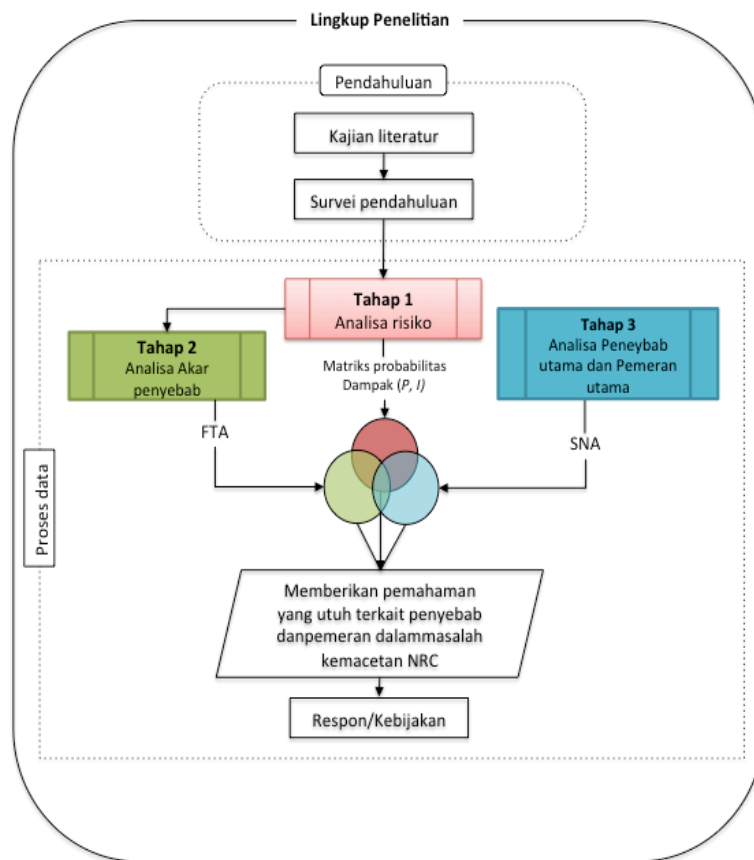 Lingkup Penelitian
Pendahuluan
Kajian literatur
Survei pendahuluan
Tahap 1
Analisa risiko
Tahap 2
Analisa Akar
penyebab
Tahap 3
Analisa Peneybab
utama dan Pemeran
utama
Matriks probabilitas
Dampak (P, I)
FTA
SNA
Proses data
Memberikan pemahaman
yang utuh terkait penyebab
danpemeran dalammasalah
kemacetan NRC
Respon/Kebijakan